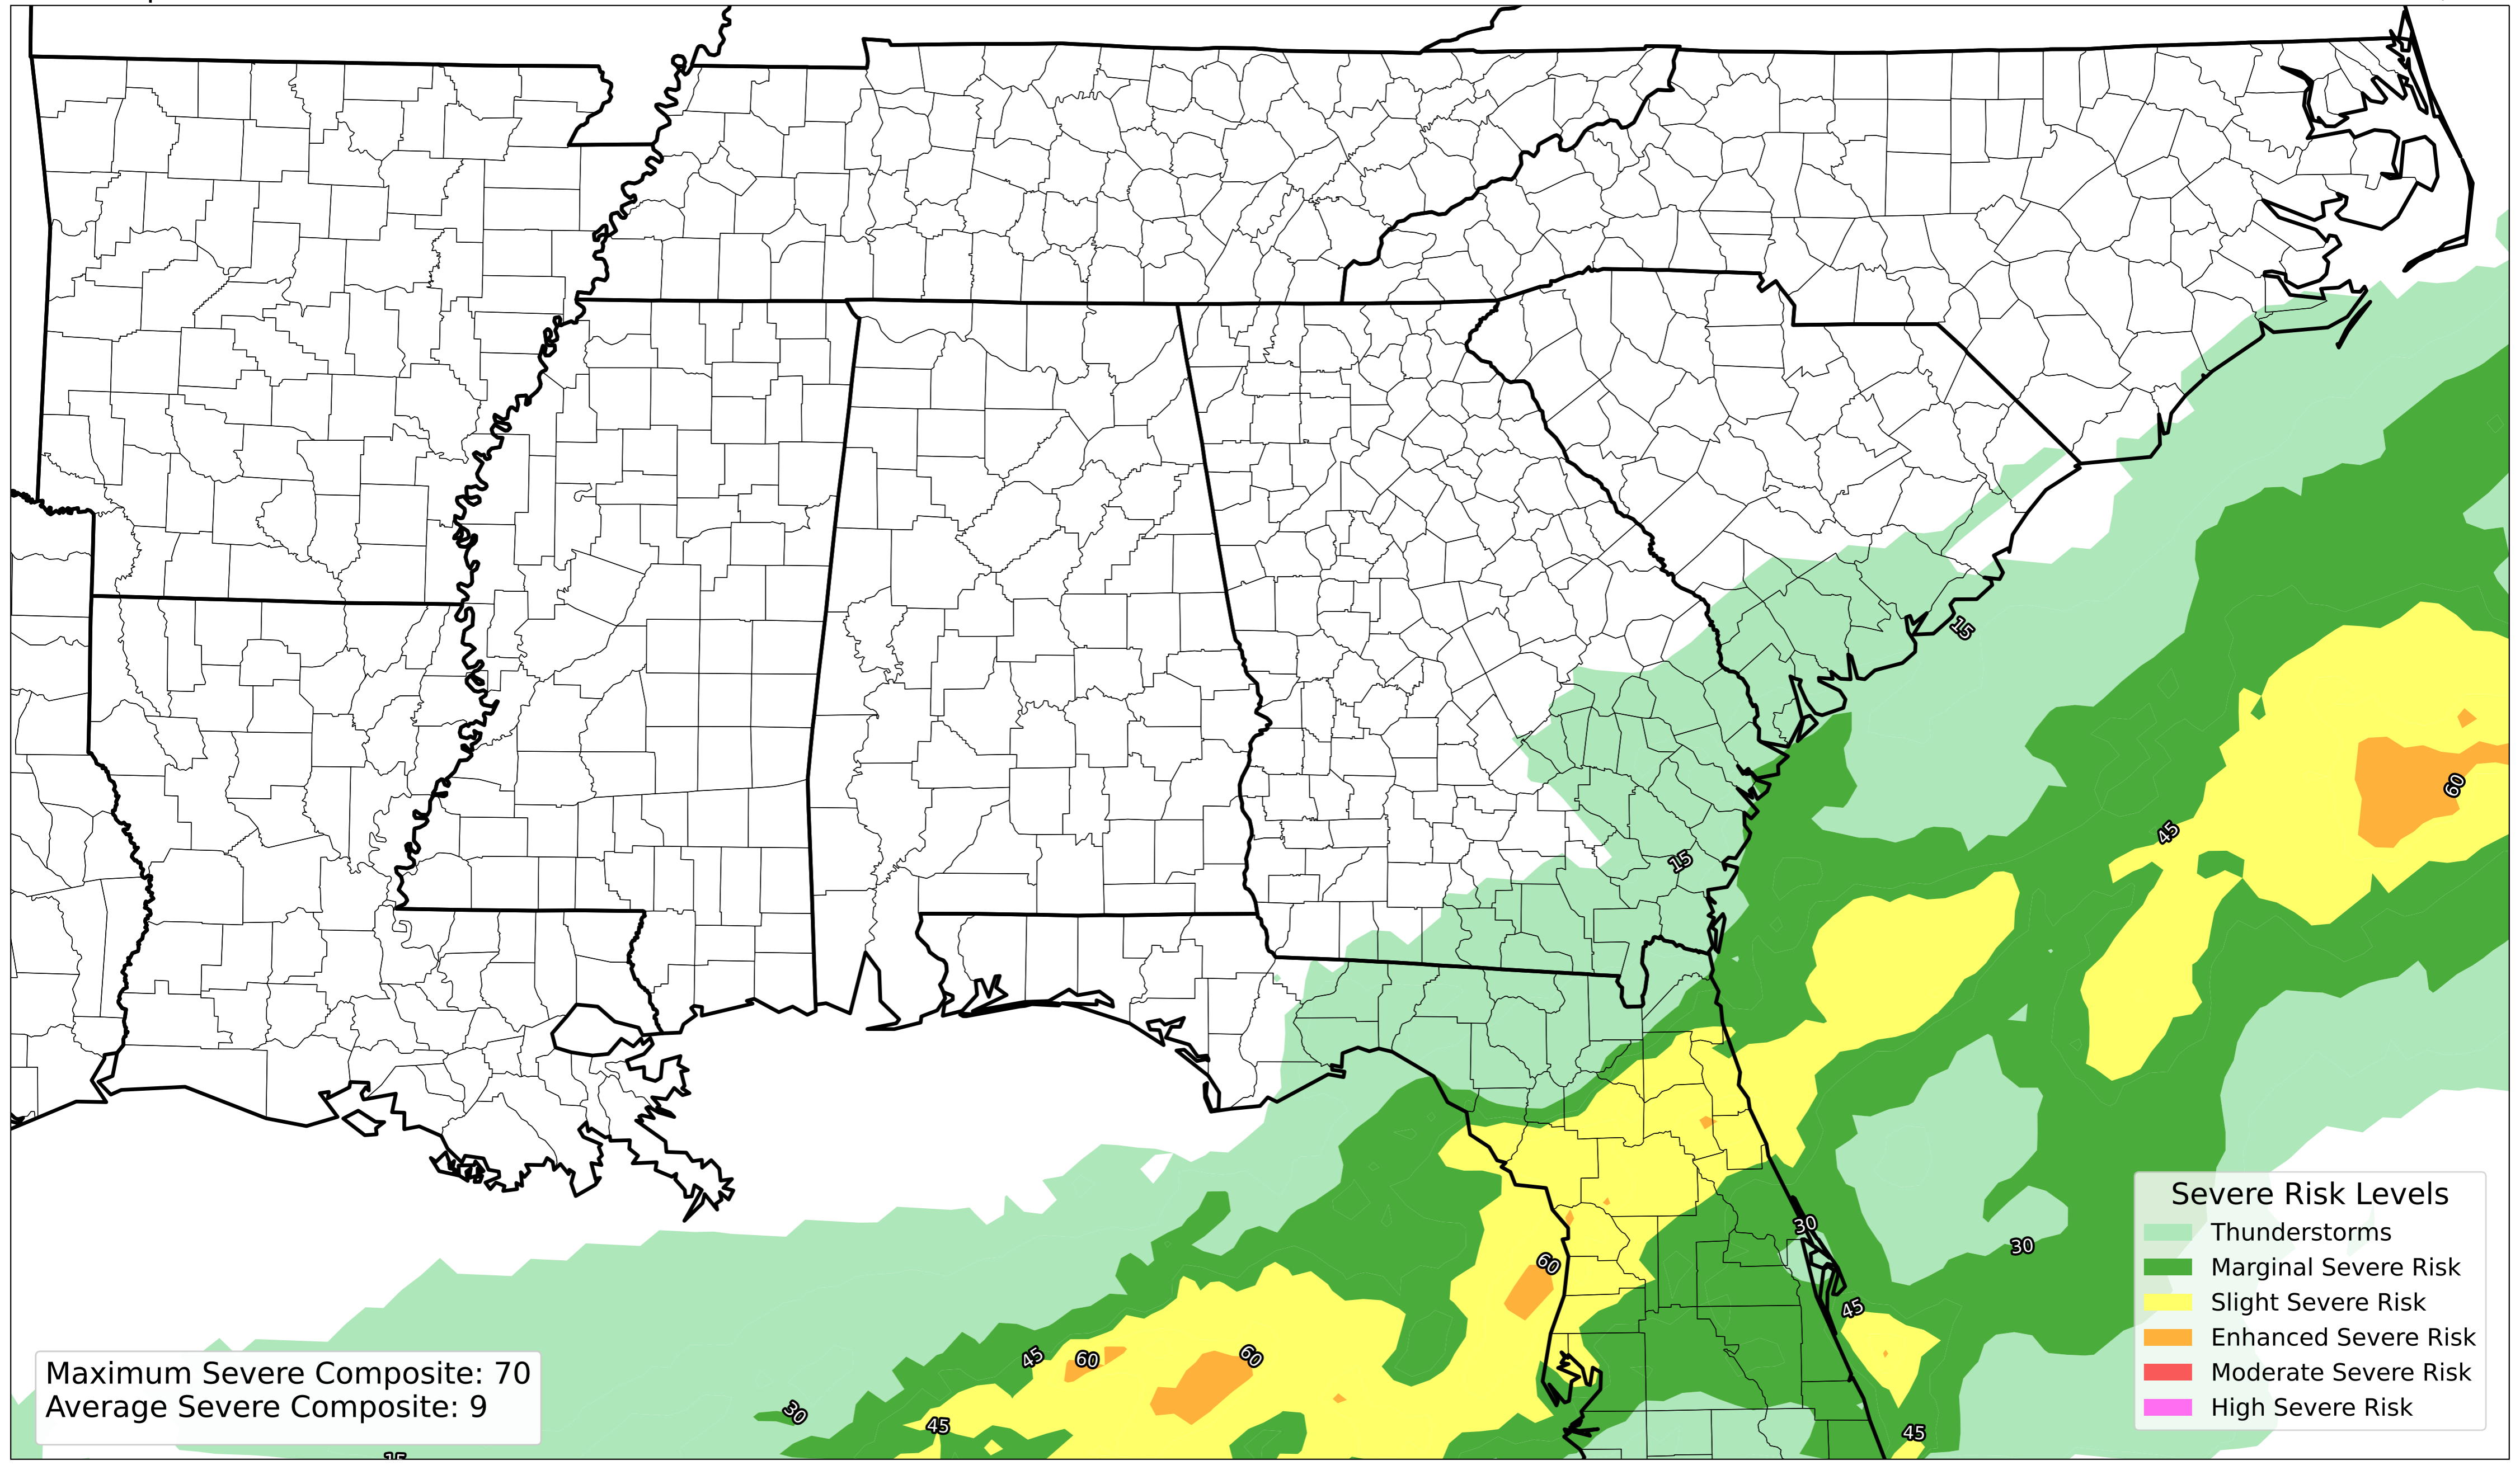 15
15
60
45
60
30
30
45
45
60
60
30
45
45
15
Maximum Severe Composite: 70
Average Severe Composite: 9
Severe Risk Levels
Thunderstorms
Marginal Severe Risk
Slight Severe Risk
Enhanced Severe Risk
Moderate Severe Risk
High Severe Risk